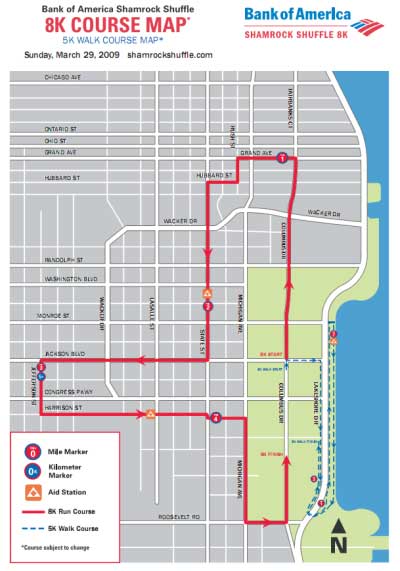 Bank of America Shamrock Shuffle
8K COURSE MAP*
5K WALK COURSE MAP*
Sunday, March 29, 2009 shamrockshuffle.com
Bank of America
SHAMROCK SHUFFLE 8K
CHICAGO AVE
FAIRBANKS CT
ONTARIO ST
OHIO ST
GRAND AVE
RUSH ST
GRAND AVE
1
HUBBARD ST
HUBBARD ST
WACKER DR
WACKER DR
COLUMBUS DR
RANDOLPH ST
WASHINGTON BLVD
WACKER DR
LASALLE ST
STATE ST
MICHIGAN AVE
MONROE ST
JACKSON BLVD
8K START
5K WALK START
JEFFERSON ST
CONGRESS PKWY
COLUMBUS DR
LAKESHORE DR
HARRISON ST
4
5K WALK FINISH
8K FINISH
MICHIGAN AVE
ROOSEVELT RD
0 Mile Marker
0K Kilometer
Marker
Aid Station
8K Run Course
5K Walk Course
*Course subject to change
N